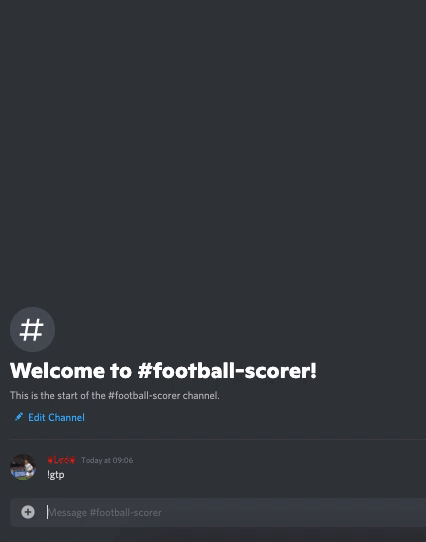 Welcome to #football-scorer!
This is the start of the #football-scorer channel.
Edit Channel
Today at 09:06
!gtp
Message #football-scorer